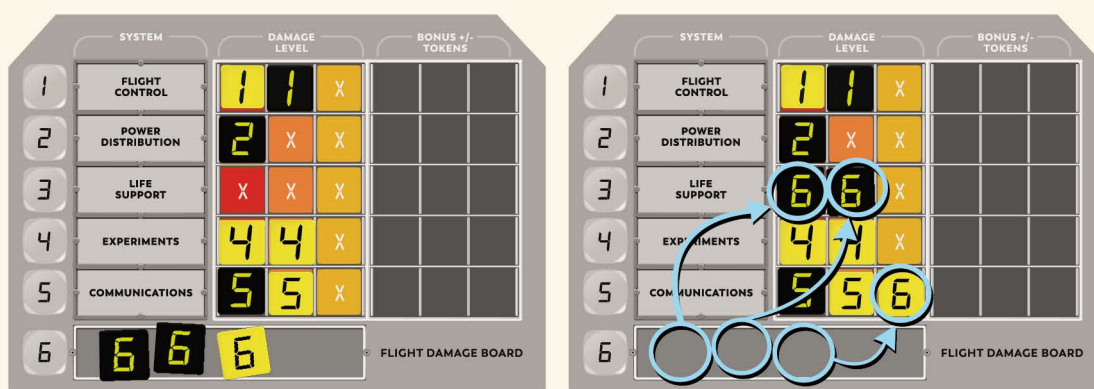 SYSTEM DAMAGE LEVEL BONUS +/- TOKENS
1 FLIGHT CONTROL 1 1 X
2 POWER DISTRIBUTION 2 X X
3 LIFE SUPPORT X X X
4 EXPERIMENTS 4 4 X
5 COMMUNICATIONS 5 5 X
6 6 6 6 FLIGHT DAMAGE BOARD
SYSTEM DAMAGE LEVEL BONUS +/- TOKENS
1 FLIGHT CONTROL 1 1 X
2 POWER DISTRIBUTION 2 X X
3 LIFE SUPPORT 6 6 X
4 EXPERIMENTS 4 4 X
5 COMMUNICATIONS 5 5 6
6 FLIGHT DAMAGE BOARD